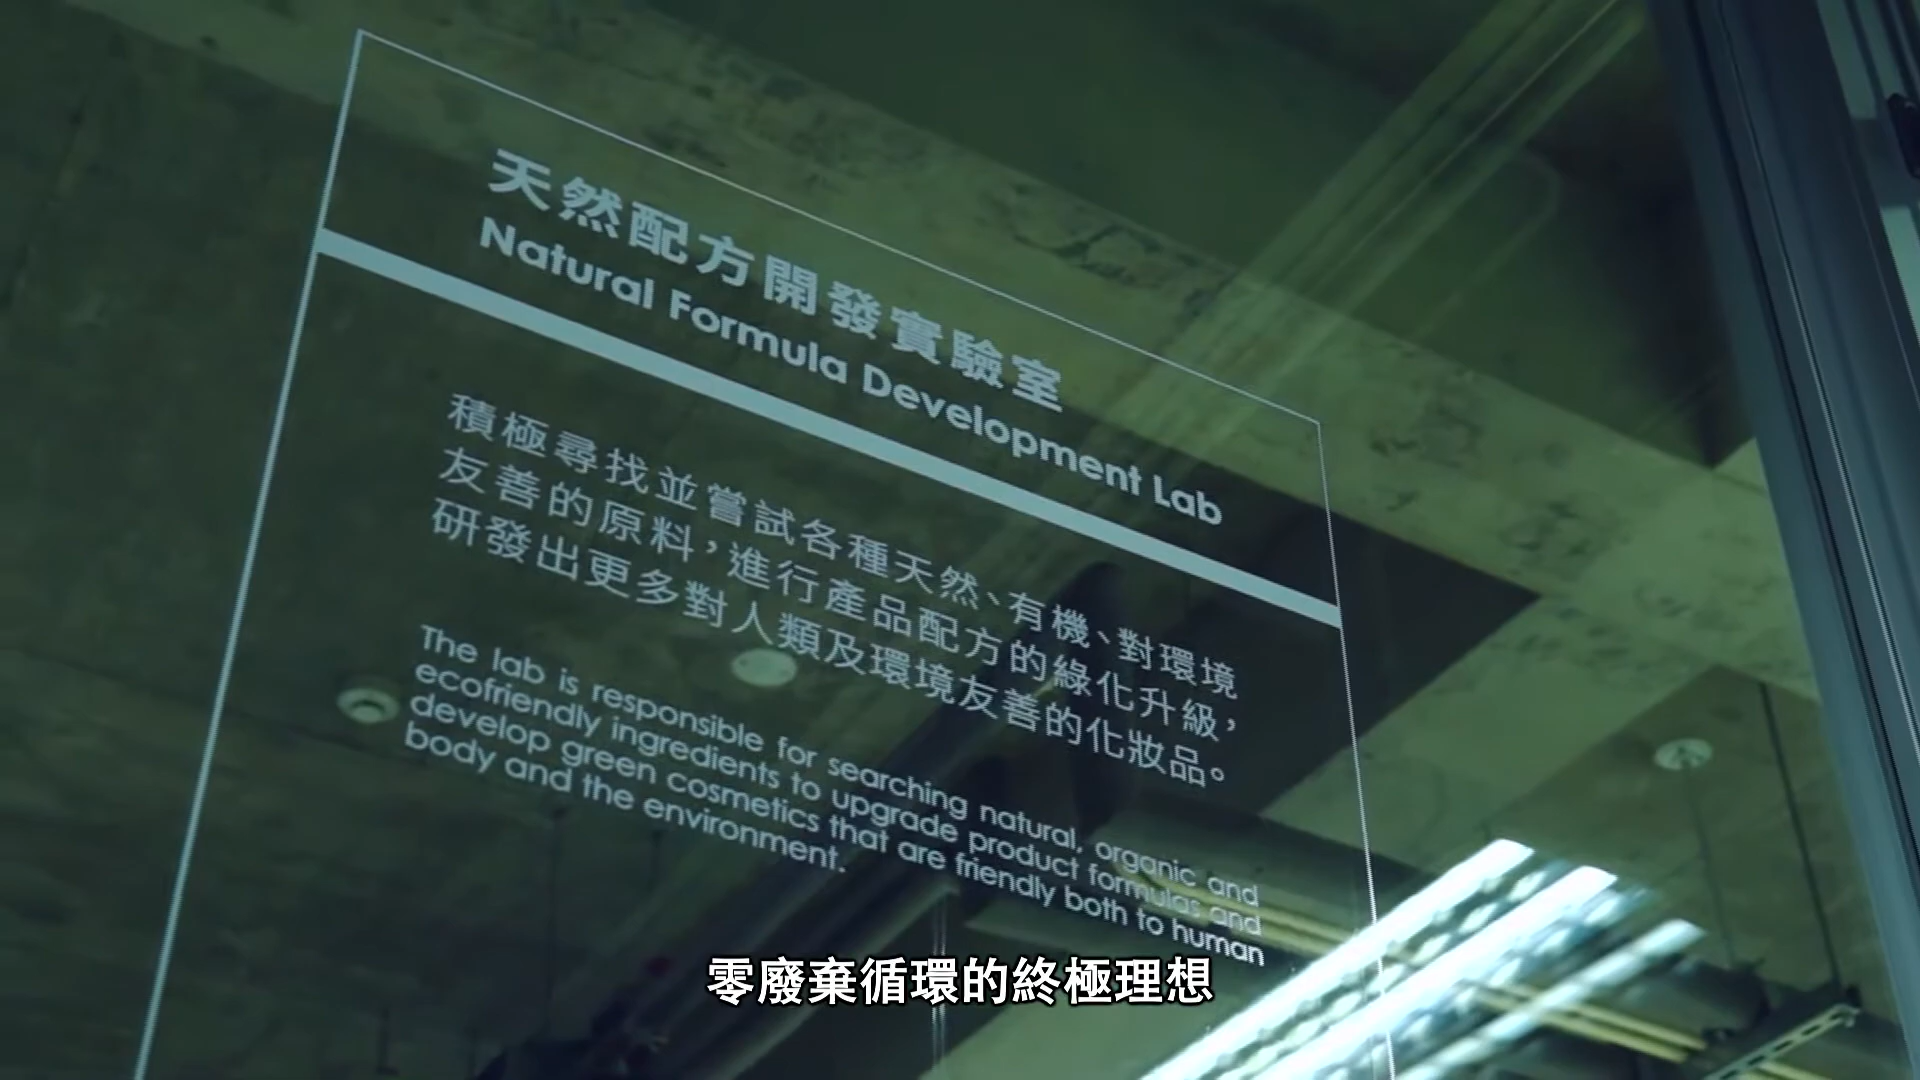 天然配方開發實驗室
Natural Formula Development Lab
積極尋找並嘗試各種天然、有機、對環境
友善的原料，進行產品配方的綠化升級，
研發出更多對人類及環境友善的化妝品。
The lab is responsible for searching natural, organic and
ecofriendly ingredients to upgrade product formulas and
develop green cosmetics that are friendly both to human
body and the environment.
零廢棄循環的終極理想